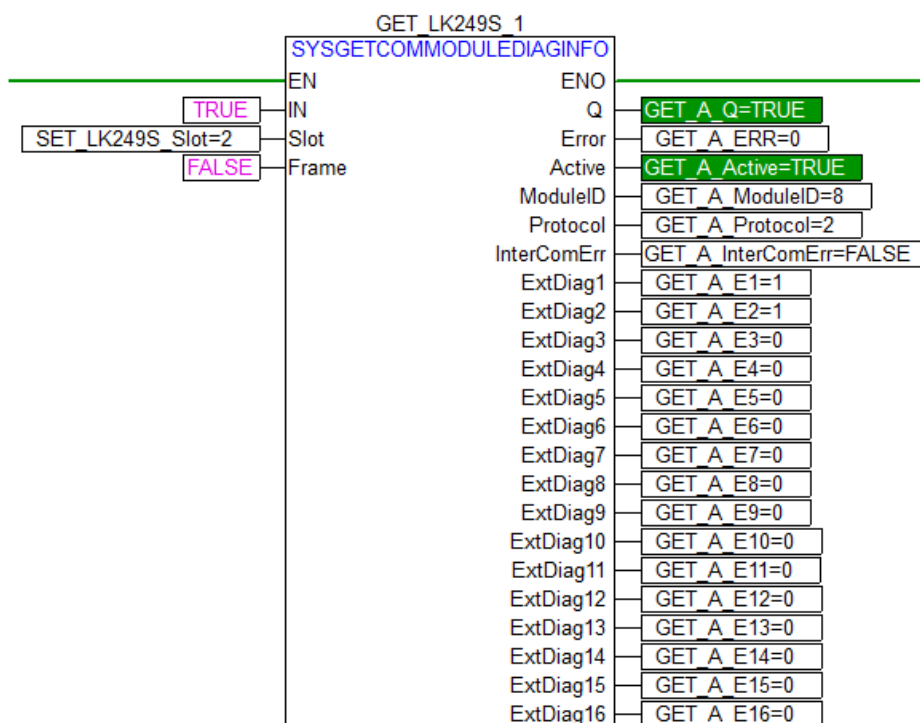 GET_LK249S_1
SYSGETCOMMODULEDIAGINFO
EN ENO
TRUE IN Q GET_A_Q=TRUE
SET_LK249S_Slot=2 Slot Error GET_A_ERR=0
FALSE Frame Active GET_A_Active=TRUE
ModuleID GET_A_ModuleID=8
Protocol GET_A_Protocol=2
InterComErr GET_A_InterComErr=FALSE
ExtDiag1 GET_A_E1=1
ExtDiag2 GET_A_E2=1
ExtDiag3 GET_A_E3=0
ExtDiag4 GET_A_E4=0
ExtDiag5 GET_A_E5=0
ExtDiag6 GET_A_E6=0
ExtDiag7 GET_A_E7=0
ExtDiag8 GET_A_E8=0
ExtDiag9 GET_A_E9=0
ExtDiag10 GET_A_E10=0
ExtDiag11 GET_A_E11=0
ExtDiag12 GET_A_E12=0
ExtDiag13 GET_A_E13=0
ExtDiag14 GET_A_E14=0
ExtDiag15 GET_A_E15=0
ExtDiag16 GET_A_E16=0